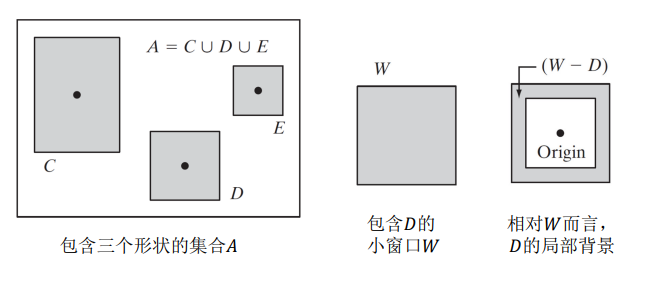 A = C ∪ D ∪ E
C
D
E
包含三个形状的集合A
W
包含D的
小窗口W
(W − D)
Origin
相对W而言，
D的局部背景